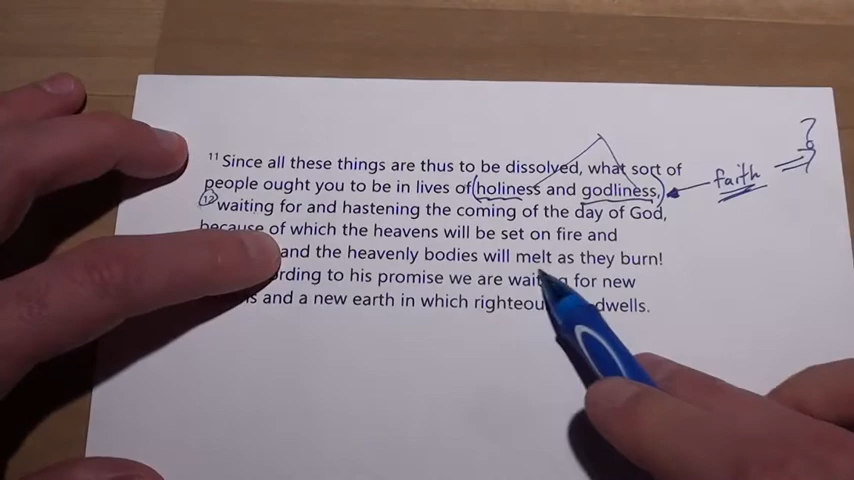 11 Since all these things are thus to be dissolved, what sort of
people ought you to be in lives of holiness and godliness,
12 waiting for and hastening the coming of the day of God,
because of which the heavens will be set on fire and
and the heavenly bodies will melt as they burn!
to his promise we are waiting for new
and a new earth in which dwells.
faith
?